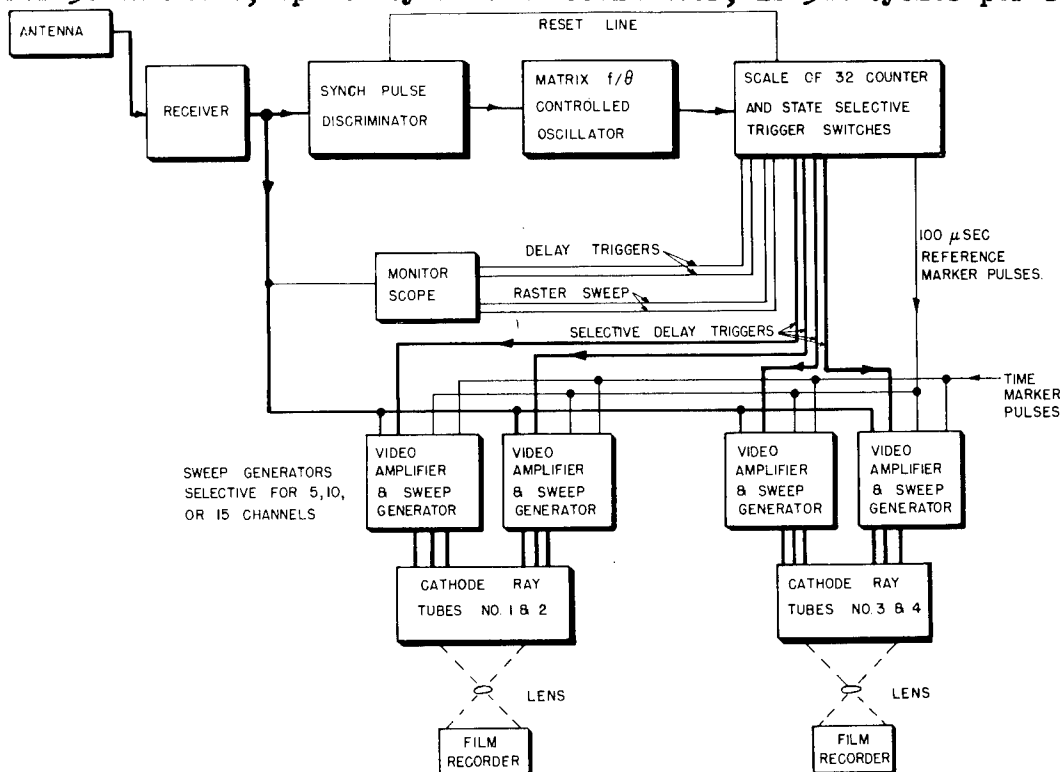 RESET LINE
ANTENNA
RECEIVER
SYNCH PULSE
DISCRIMINATOR
MATRIX f/θ
CONTROLLED
OSCILLATOR
SCALE OF 32 COUNTER
AND STATE SELECTIVE
TRIGGER SWITCHES
100 μSEC
REFERENCE
MARKER PULSES.
DELAY TRIGGERS
MONITOR
SCOPE
RASTER SWEEP
SELECTIVE DELAY TRIGGERS
TIME
MARKER
PULSES
SWEEP GENERATORS
SELECTIVE FOR 5,10,
OR 15 CHANNELS
VIDEO
AMPLIFIER
& SWEEP
GENERATOR
VIDEO
AMPLIFIER
& SWEEP
GENERATOR
VIDEO
AMPLIFIER
& SWEEP
GENERATOR
VIDEO
AMPLIFIER
& SWEEP
GENERATOR
CATHODE RAY
TUBES NO. 1 & 2
CATHODE RAY
TUBES NO. 3 & 4
LENS
LENS
FILM
RECORDER
FILM
RECORDER